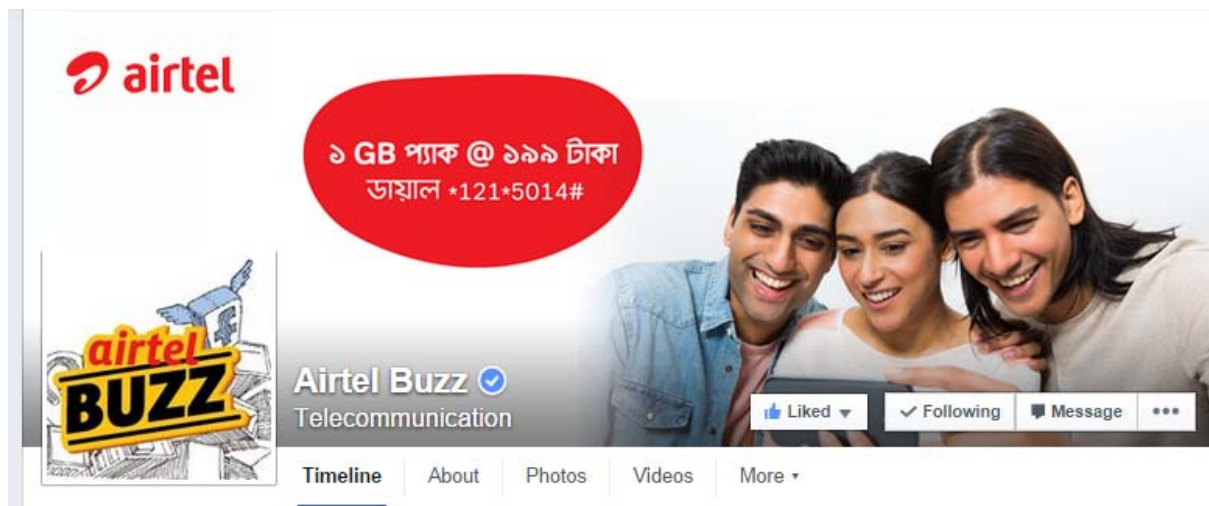 airtel
১ GB প্যাক @ ১৯৯ টাকা
ডায়াল *121*5014#
airtel
BUZZ
Airtel Buzz
Telecommunication
Liked
Following
Message
Timeline
About
Photos
Videos
More